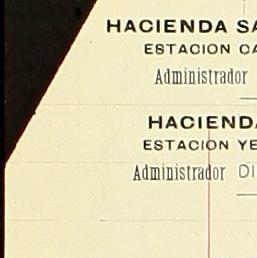 HACIENDA SA
ESTACION CA
Administrador
HACIENDA
ESTACION YE
Administrador DI